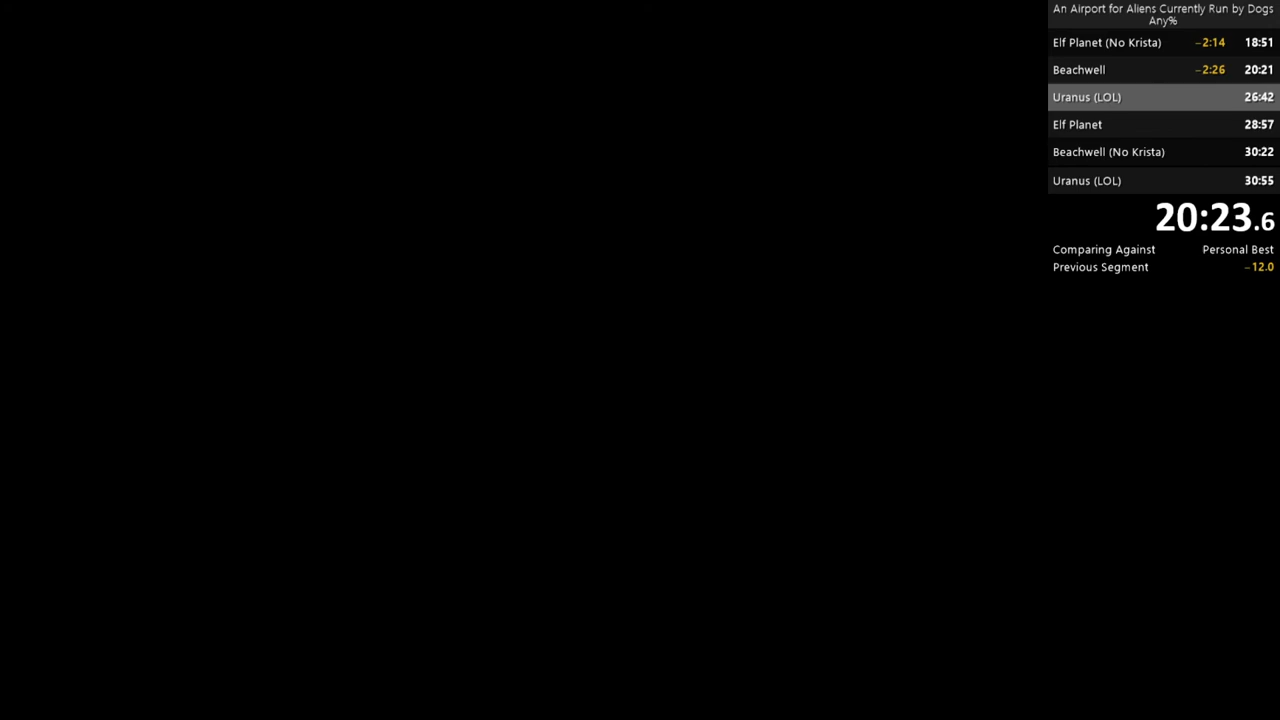 An Airport for Aliens Currently Run by Dogs
Any%
Elf Planet (No Krista) −2:14 18:51
Beachwell −2:26 20:21
Uranus (LOL) 26:42
Elf Planet 28:57
Beachwell (No Krista) 30:22
Uranus (LOL) 30:55
20:23.6
Comparing Against Personal Best
Previous Segment −12.0